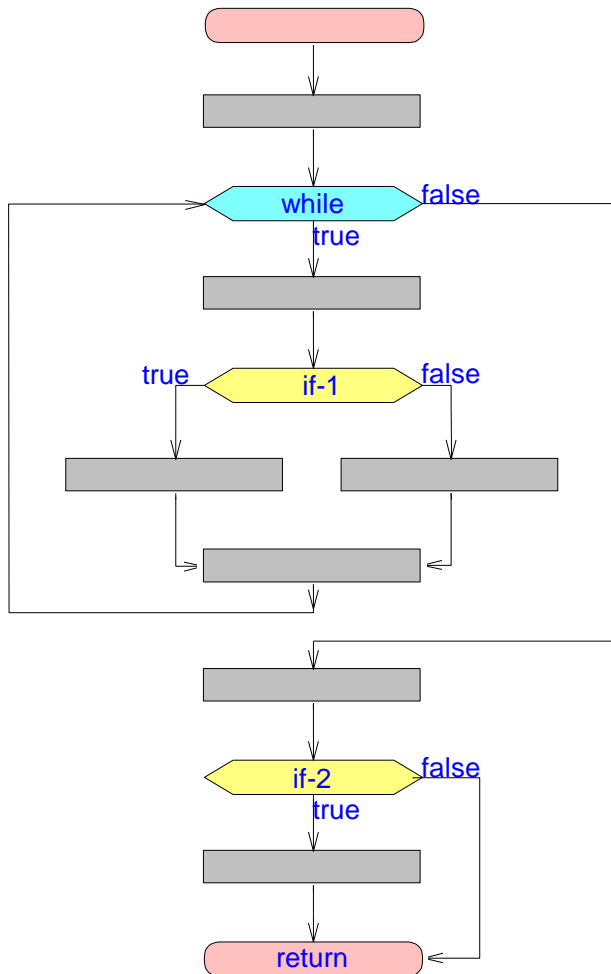 while
false
true
true
if-1
false
if-2
false
true
return